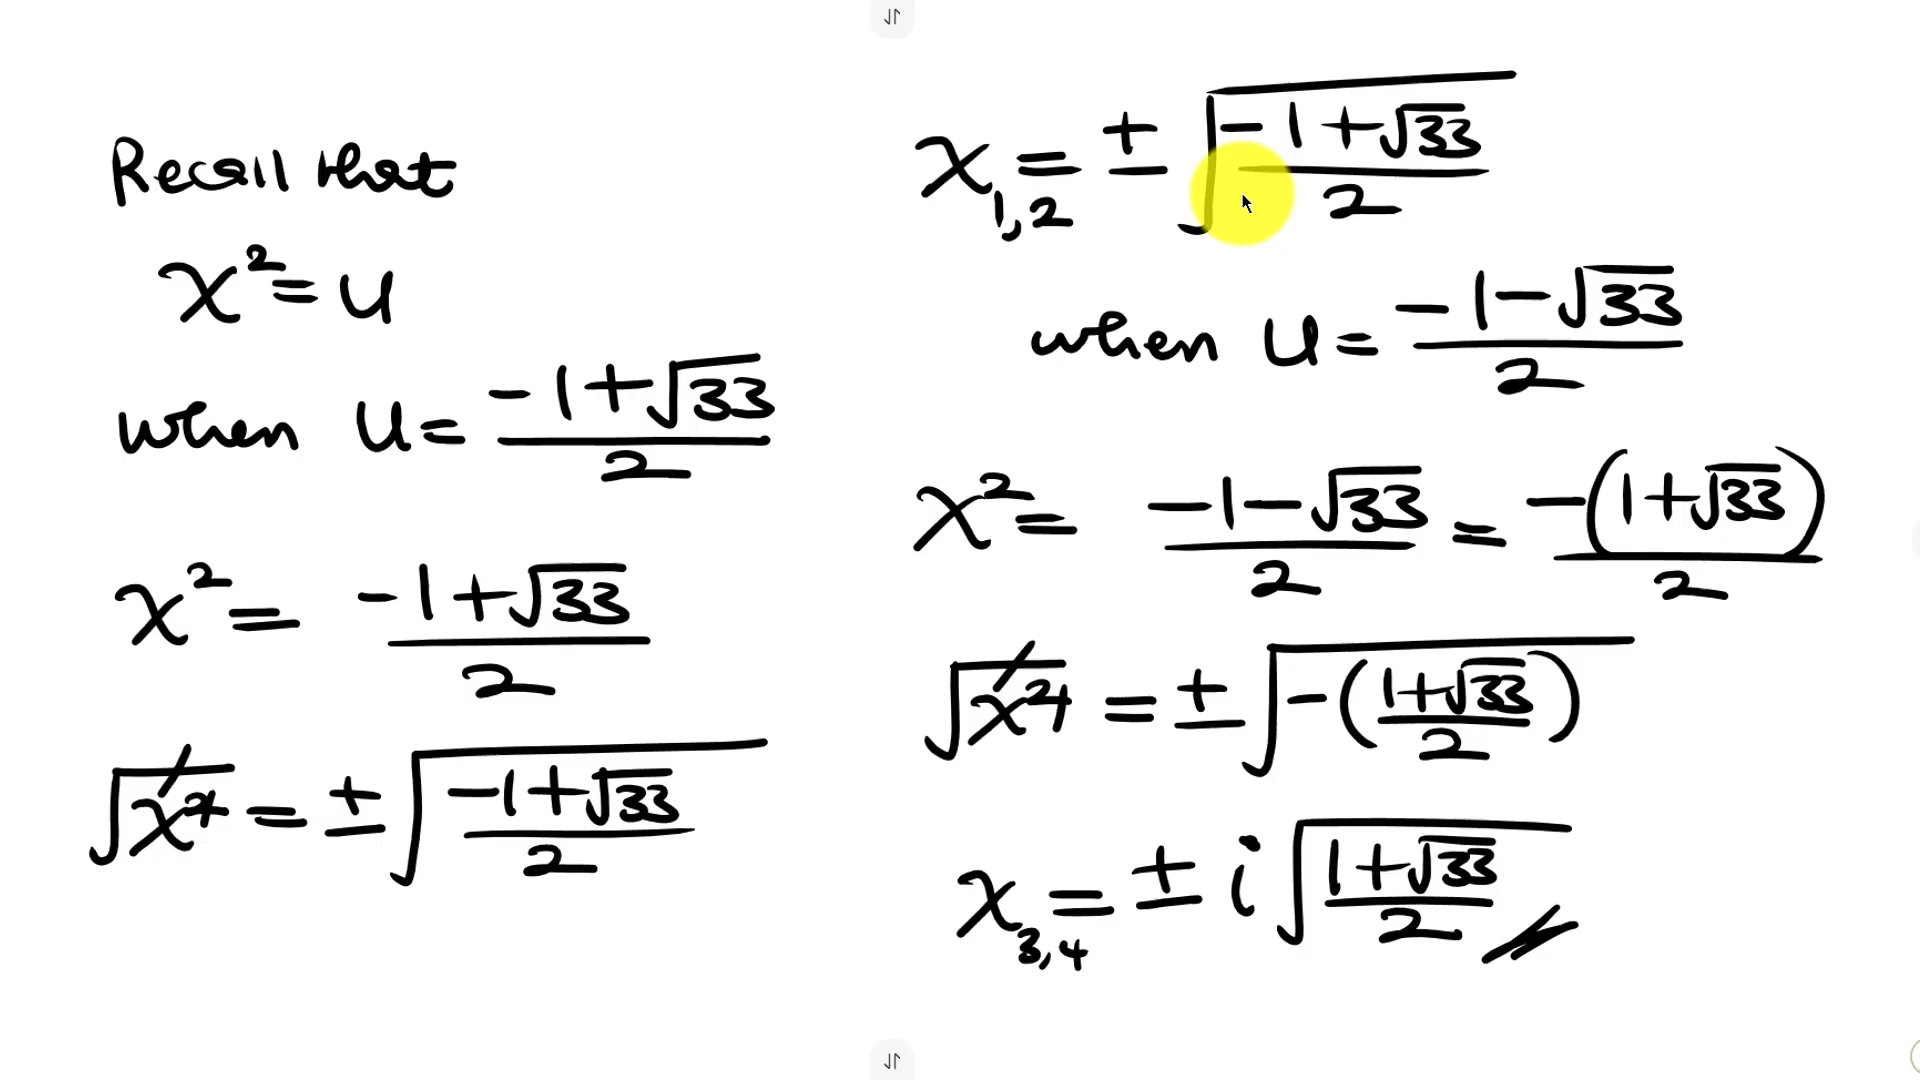 Recall that
x² = u
when u = (-1+√33)/2
x² = (-1+√33)/2
√x² = ±√((-1+√33)/2)
x₁,₂ = ±√((-1+√33)/2)
when u = (-1-√33)/2
x² = (-1-√33)/2 = -(1+√33)/2
√x² = ±√(-((1+√33)/2))
x₃,₄ = ± i√((1+√33)/2)